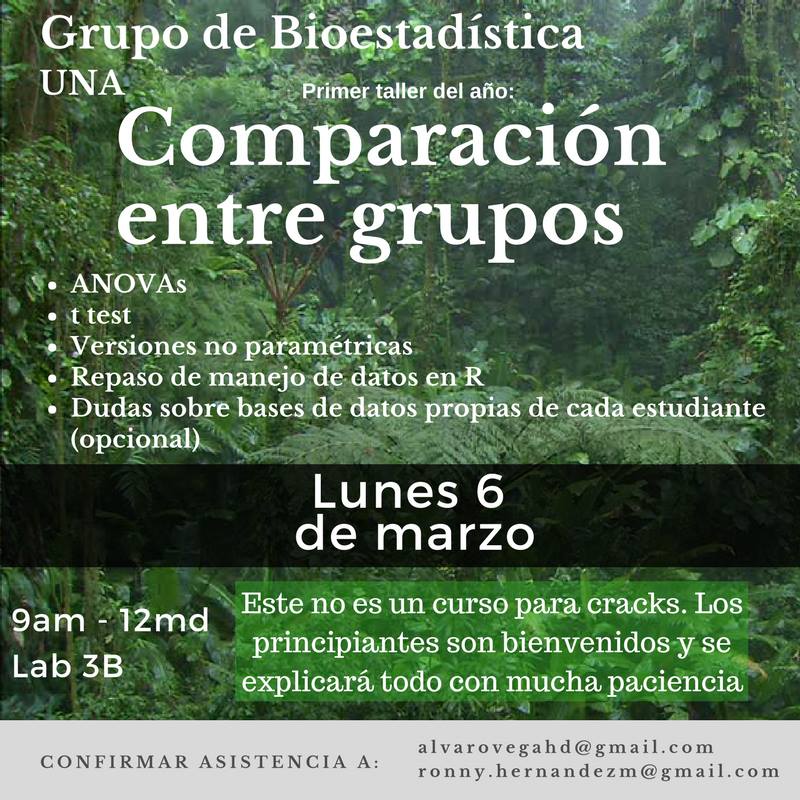 Grupo de Bioestadística
UNA
Primer taller del año:
Comparación
entre grupos
• ANOVAs
• t test
• Versiones no paramétricas
• Repaso de manejo de datos en R
• Dudas sobre bases de datos propias de cada estudiante
(opcional)
Lunes 6
de marzo
9am - 12md
Lab 3B
Este no es un curso para cracks. Los
principiantes son bienvenidos y se
explicará todo con mucha paciencia
CONFIRMAR ASISTENCIA A:
alvarovegahd@gmail.com
ronny.hernandezm@gmail.com